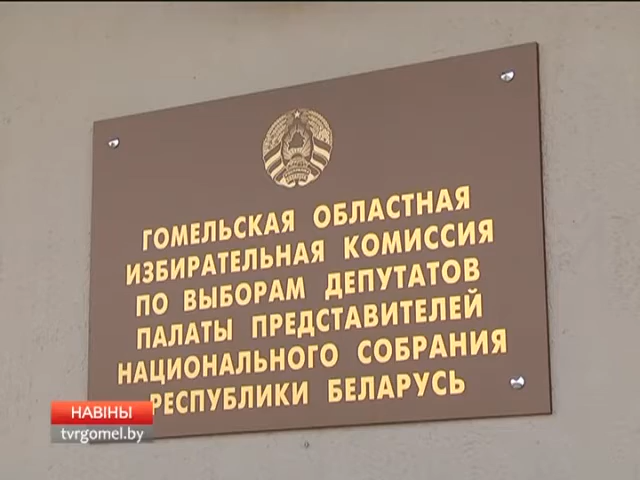 ГОМЕЛЬСКАЯ ОБЛАСТНАЯ
ИЗБИРАТЕЛЬНАЯ КОМИССИЯ
ПО ВЫБОРАМ ДЕПУТАТОВ
ПАЛАТЫ ПРЕДСТАВИТЕЛЕЙ
НАЦИОНАЛЬНОГО СОБРАНИЯ
РЕСПУБЛИКИ БЕЛАРУСЬ
НАВІНЫ
tvrgomel.by